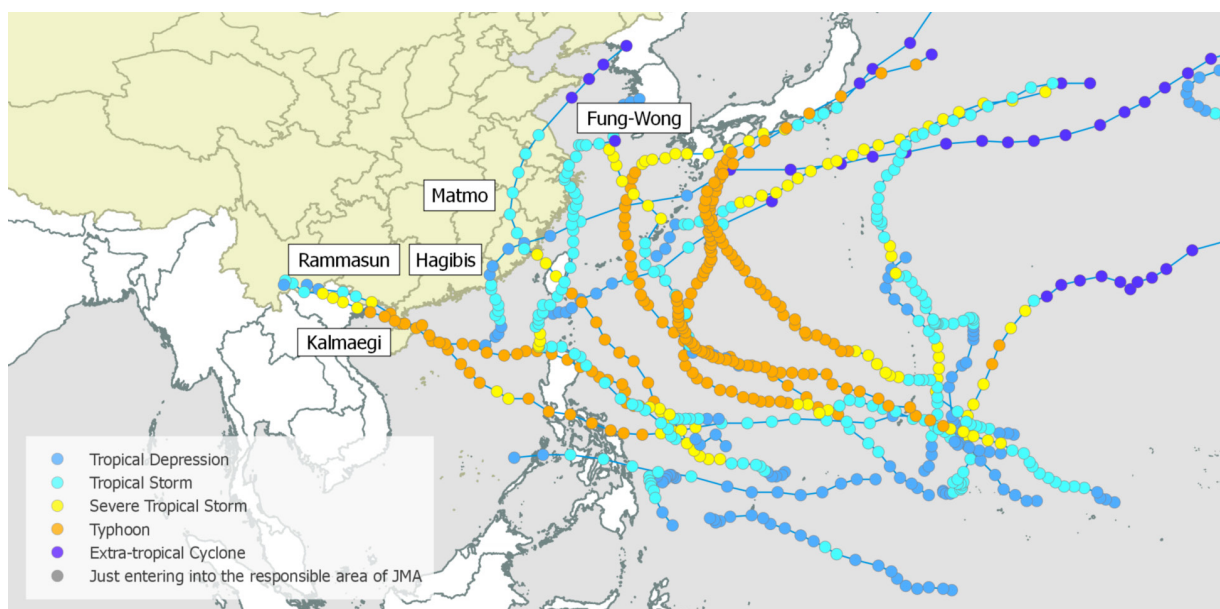 Fung-Wong
Matmo
Rammasun
Hagibis
Kalmaegi
Tropical Depression
Tropical Storm
Severe Tropical Storm
Typhoon
Extra-tropical Cyclone
Just entering into the responsible area of JMA